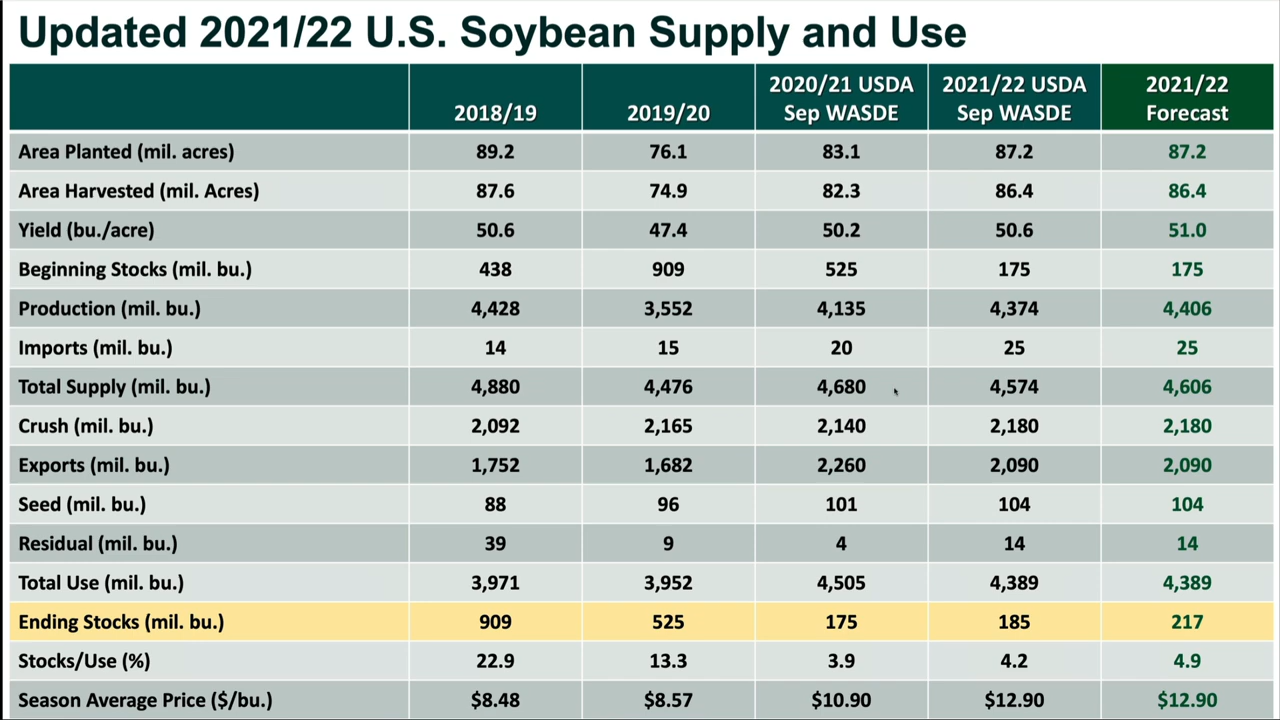 Updated 2021/22 U.S. Soybean Supply and Use
2018/19 2019/20 2020/21 USDA Sep WASDE 2021/22 USDA Sep WASDE 2021/22 Forecast
Area Planted (mil. acres) 89.2 76.1 83.1 87.2 87.2
Area Harvested (mil. Acres) 87.6 74.9 82.3 86.4 86.4
Yield (bu./acre) 50.6 47.4 50.2 50.6 51.0
Beginning Stocks (mil. bu.) 438 909 525 175 175
Production (mil. bu.) 4,428 3,552 4,135 4,374 4,406
Imports (mil. bu.) 14 15 20 25 25
Total Supply (mil. bu.) 4,880 4,476 4,680 4,574 4,606
Crush (mil. bu.) 2,092 2,165 2,140 2,180 2,180
Exports (mil. bu.) 1,752 1,682 2,260 2,090 2,090
Seed (mil. bu.) 88 96 101 104 104
Residual (mil. bu.) 39 9 4 14 14
Total Use (mil. bu.) 3,971 3,952 4,505 4,389 4,389
Ending Stocks (mil. bu.) 909 525 175 185 217
Stocks/Use (%) 22.9 13.3 3.9 4.2 4.9
Season Average Price ($/bu.) $8.48 $8.57 $10.90 $12.90 $12.90